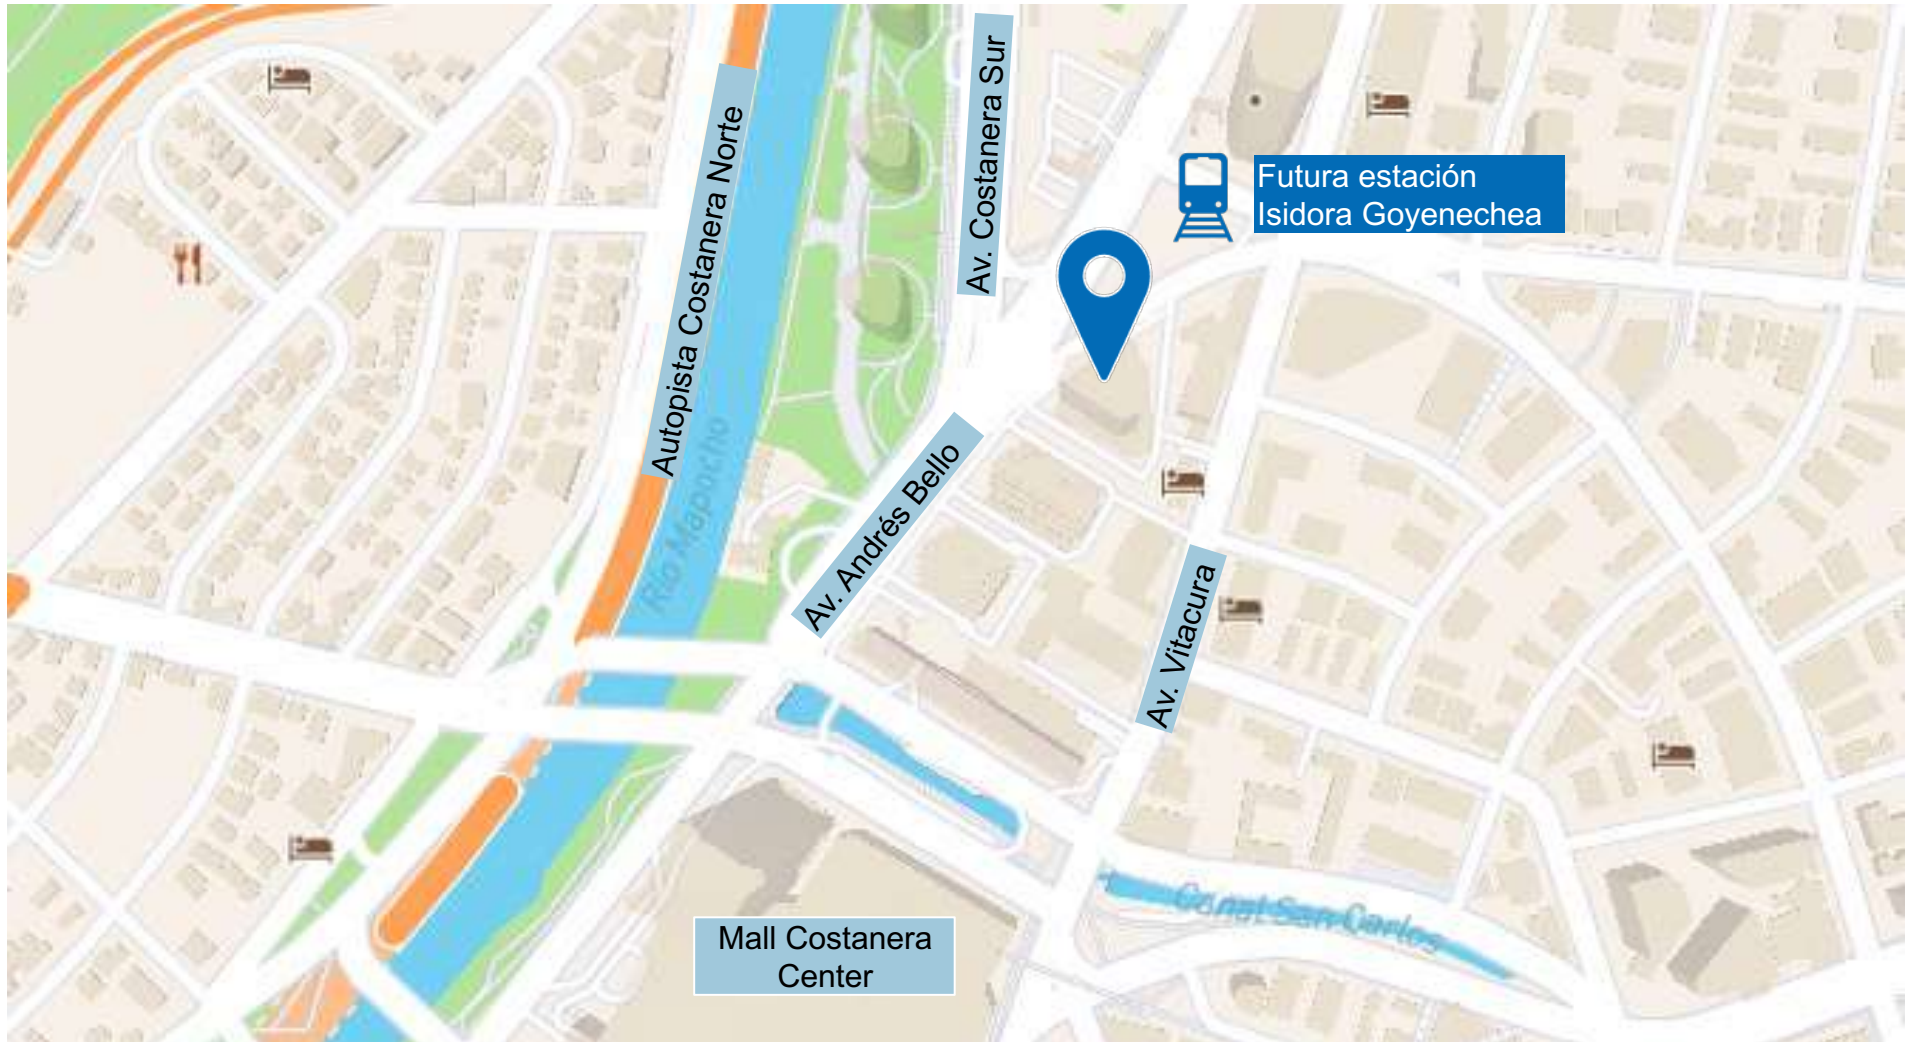 Av. Costanera Sur
Autopista Costanera Norte
Futura estación
Isidora Goyenechea
Río Mapocho
Av. Andrés Bello
Av. Vitacura
Canal San Carlos
Mall Costanera
Center